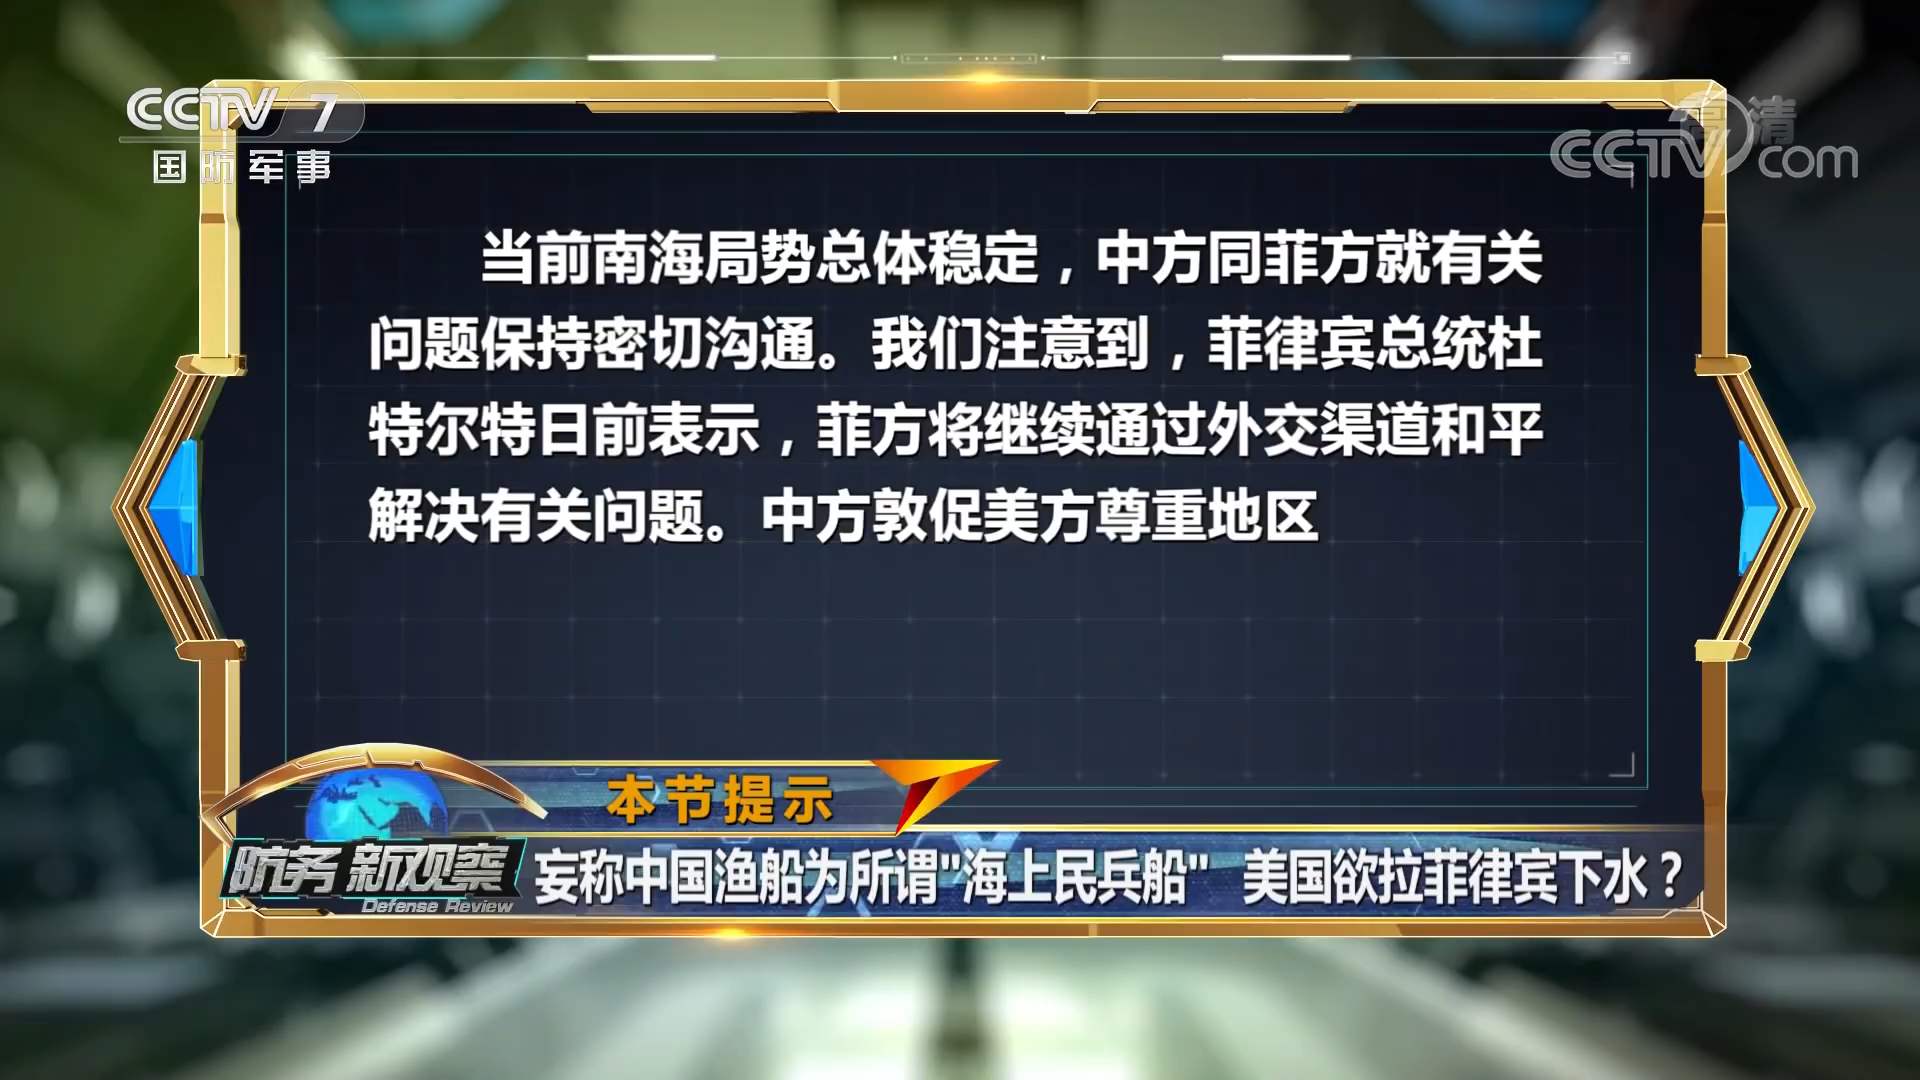 CCTV 7
国防军事
高清
CCTV.com
当前南海局势总体稳定，中方同菲方就有关
问题保持密切沟通。我们注意到，菲律宾总统杜
特尔特日前表示，菲方将继续通过外交渠道和平
解决有关问题。中方敦促美方尊重地区
本节提示
防务新观察
Defense Review
妄称中国渔船为所谓"海上民兵船" 美国欲拉菲律宾下水？